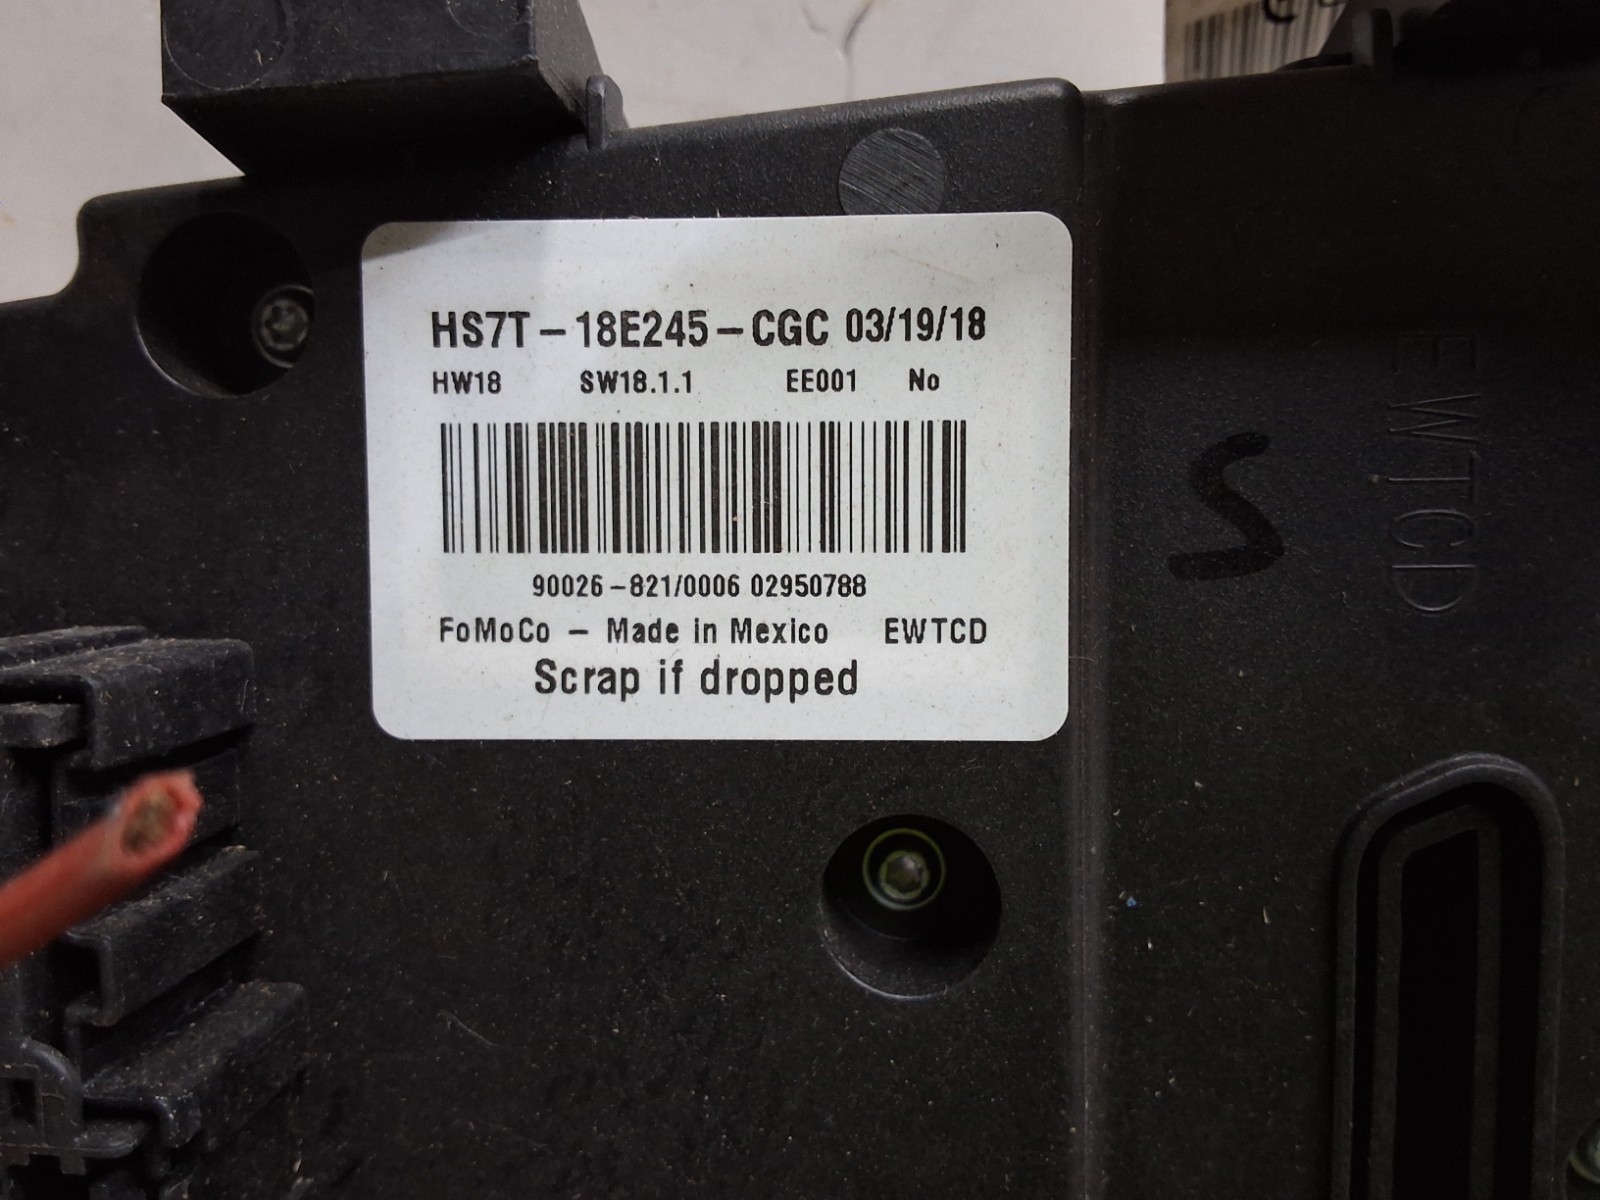 HS7T-18E245-CGC 03/19/18
HW18 SW18.1.1 EE001 No
90026-821/0006 02950788
FoMoCo - Made in Mexico EWTCD
Scrap if dropped
EWTCD
S